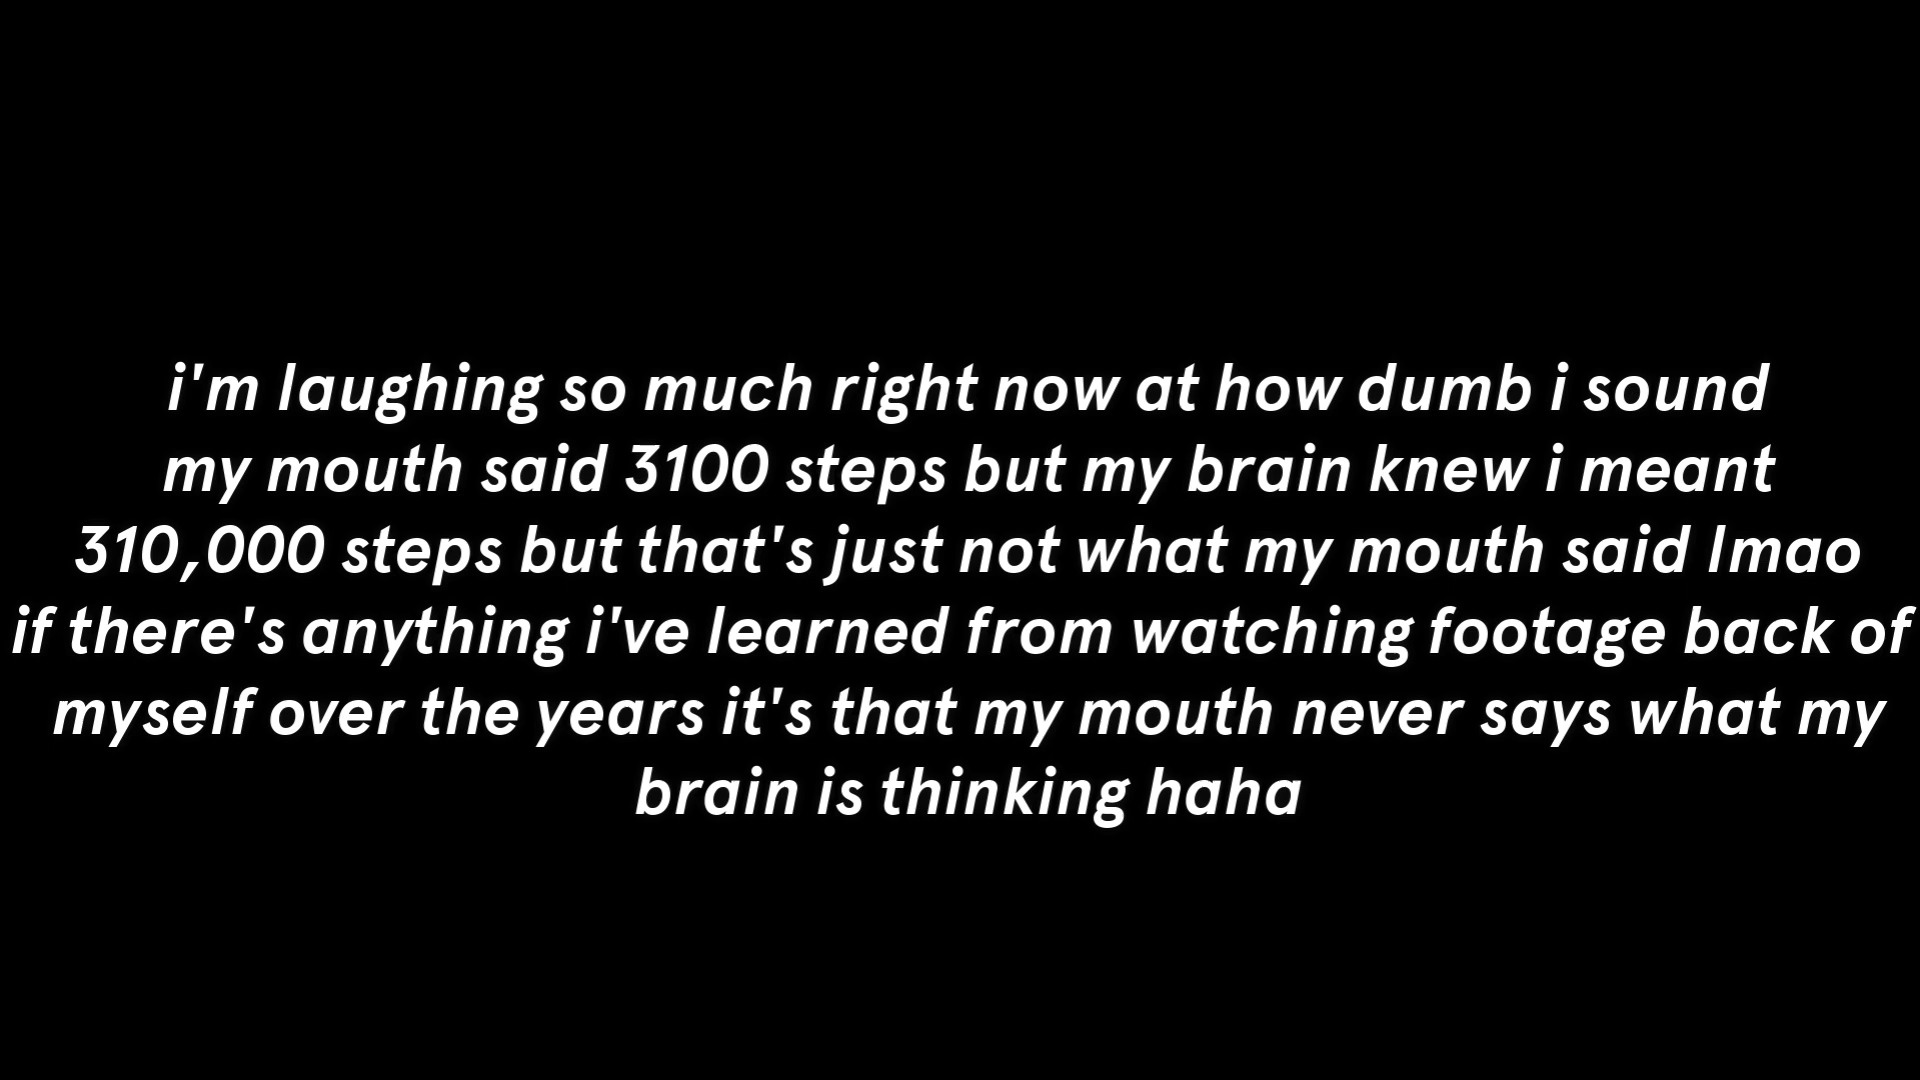 i'm laughing so much right now at how dumb i sound
my mouth said 3100 steps but my brain knew i meant
310,000 steps but that's just not what my mouth said lmao
if there's anything i've learned from watching footage back of
myself over the years it's that my mouth never says what my
brain is thinking haha